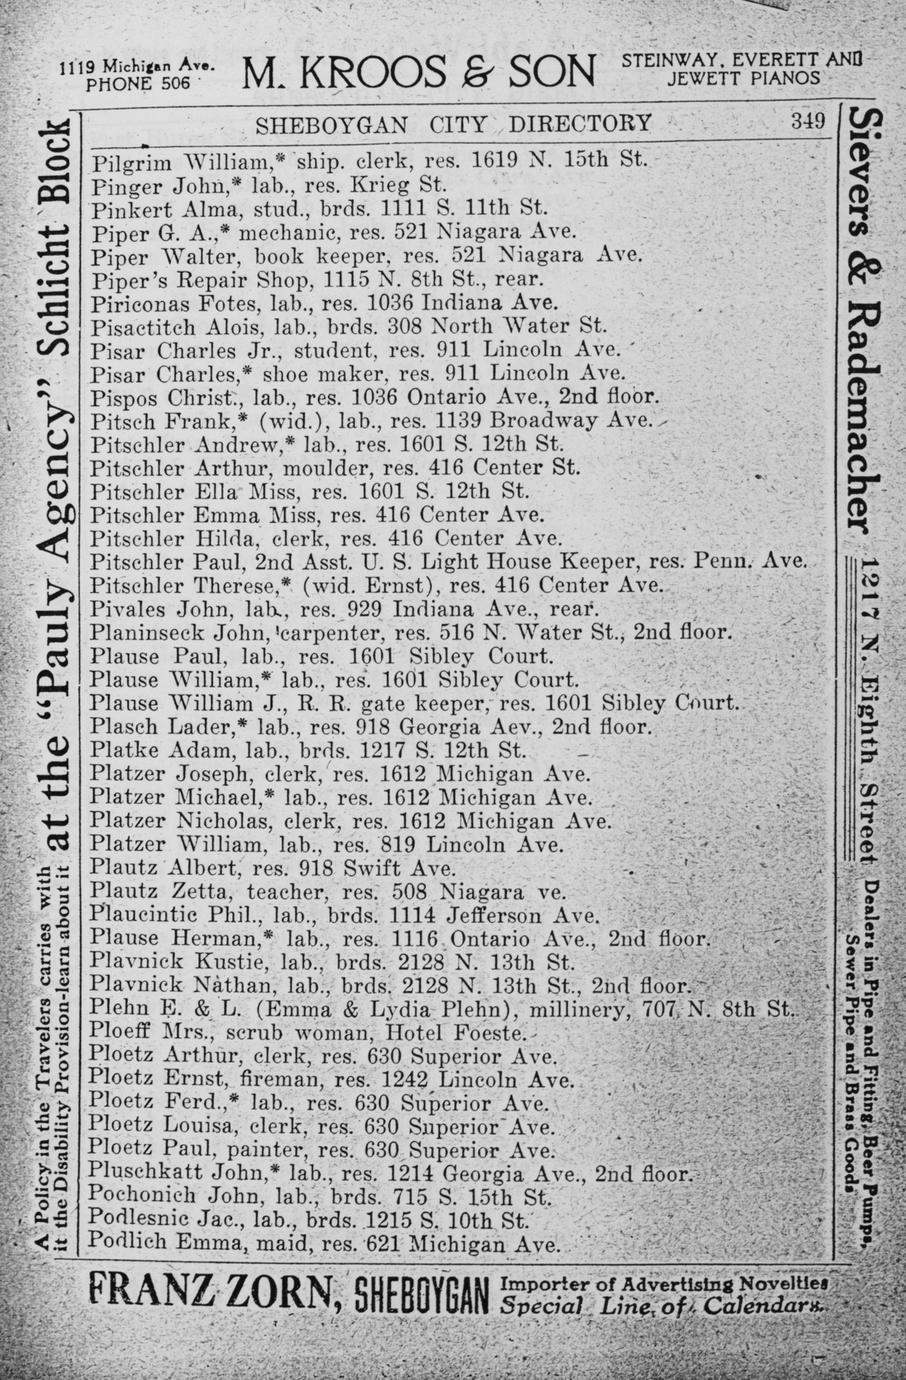 1119 Michigan Ave.
PHONE 506
M. KROOS & SON
STEINWAY, EVERETT AND
JEWETT PIANOS
SHEBOYGAN CITY DIRECTORY 349
Pilgrim William,* ship. clerk, res. 1619 N. 15th St.
Pinger John,* lab., res. Krieg St.
Pinkert Alma, stud., brds. 1111 S. 11th St.
Piper G. A.,* mechanic, res. 521 Niagara Ave.
Piper Walter, book keeper, res. 521 Niagara Ave.
Piper's Repair Shop, 1115 N. 8th St., rear.
Piriconas Fotes, lab., res. 1036 Indiana Ave.
Pisactitch Alois, lab., brds. 308 North Water St.
Pisar Charles Jr., student, res. 911 Lincoln Ave.
Pisar Charles,* shoe maker, res. 911 Lincoln Ave.
Pispos Christ., lab., res. 1036 Ontario Ave., 2nd floor.
Pitsch Frank,* (wid.), lab., res. 1139 Broadway Ave.
Pitschler Andrew,* lab., res. 1601 S. 12th St.
Pitschler Arthur, moulder, res. 416 Center St.
Pitschler Ella Miss, res. 1601 S. 12th St.
Pitschler Emma Miss, res. 416 Center Ave.
Pitschler Hilda, clerk, res. 416 Center Ave.
Pitschler Paul, 2nd Asst. U. S. Light House Keeper, res. Penn. Ave.
Pitschler Therese,* (wid. Ernst), res. 416 Center Ave.
Pivales John, lab., res. 929 Indiana Ave., rear.
Planinseck John, carpenter, res. 516 N. Water St., 2nd floor.
Plause Paul, lab., res. 1601 Sibley Court.
Plause William,* lab., res. 1601 Sibley Court.
Plause William J., R. R. gate keeper, res. 1601 Sibley Court.
Plasch Lader,* lab., res. 918 Georgia Aev., 2nd floor.
Platke Adam, lab., brds. 1217 S. 12th St.
Platzer Joseph, clerk, res. 1612 Michigan Ave.
Platzer Michael,* lab., res. 1612 Michigan Ave.
Platzer Nicholas, clerk, res. 1612 Michigan Ave.
Platzer William, lab., res. 819 Lincoln Ave.
Plautz Albert, res. 918 Swift Ave.
Plautz Zetta, teacher, res. 508 Niagara ve.
Plaucintic Phil., lab., brds. 1114 Jefferson Ave.
Plause Herman,* lab., res. 1116 Ontario Ave., 2nd floor.
Plavnick Kustie, lab., brds. 2128 N. 13th St.
Plavnick Nathan, lab., brds. 2128 N. 13th St., 2nd floor.
Plehn E. & L. (Emma & Lydia Plehn), millinery, 707 N. 8th St.
Ploeff Mrs., scrub woman, Hotel Foeste.
Ploetz Arthur, clerk, res. 630 Superior Ave.
Ploetz Ernst, fireman, res. 1242 Lincoln Ave.
Ploetz Ferd.,* lab., res. 630 Superior Ave.
Ploetz Louisa, clerk, res. 630 Superior Ave.
Ploetz Paul, painter, res. 630 Superior Ave.
Pluschkatt John,* lab., res. 1214 Georgia Ave., 2nd floor.
Pochonich John, lab., brds. 715 S. 15th St.
Podlesnic Jac., lab., brds. 1215 S. 10th St.
Podlich Emma, maid, res. 621 Michigan Ave.
A Policy in the Travelers carries with
it the Disability Provision-learn about it
at the "Pauly Agency" Schlicht Block
Sievers & Rademacher
1217 N. Eighth Street
Dealers in Pipe and Fitting, Beer Pumps,
Sewer Pipe and Brass Goods
FRANZ ZORN, SHEBOYGAN
Importer of Advertising Novelties
Special Line of Calendars.